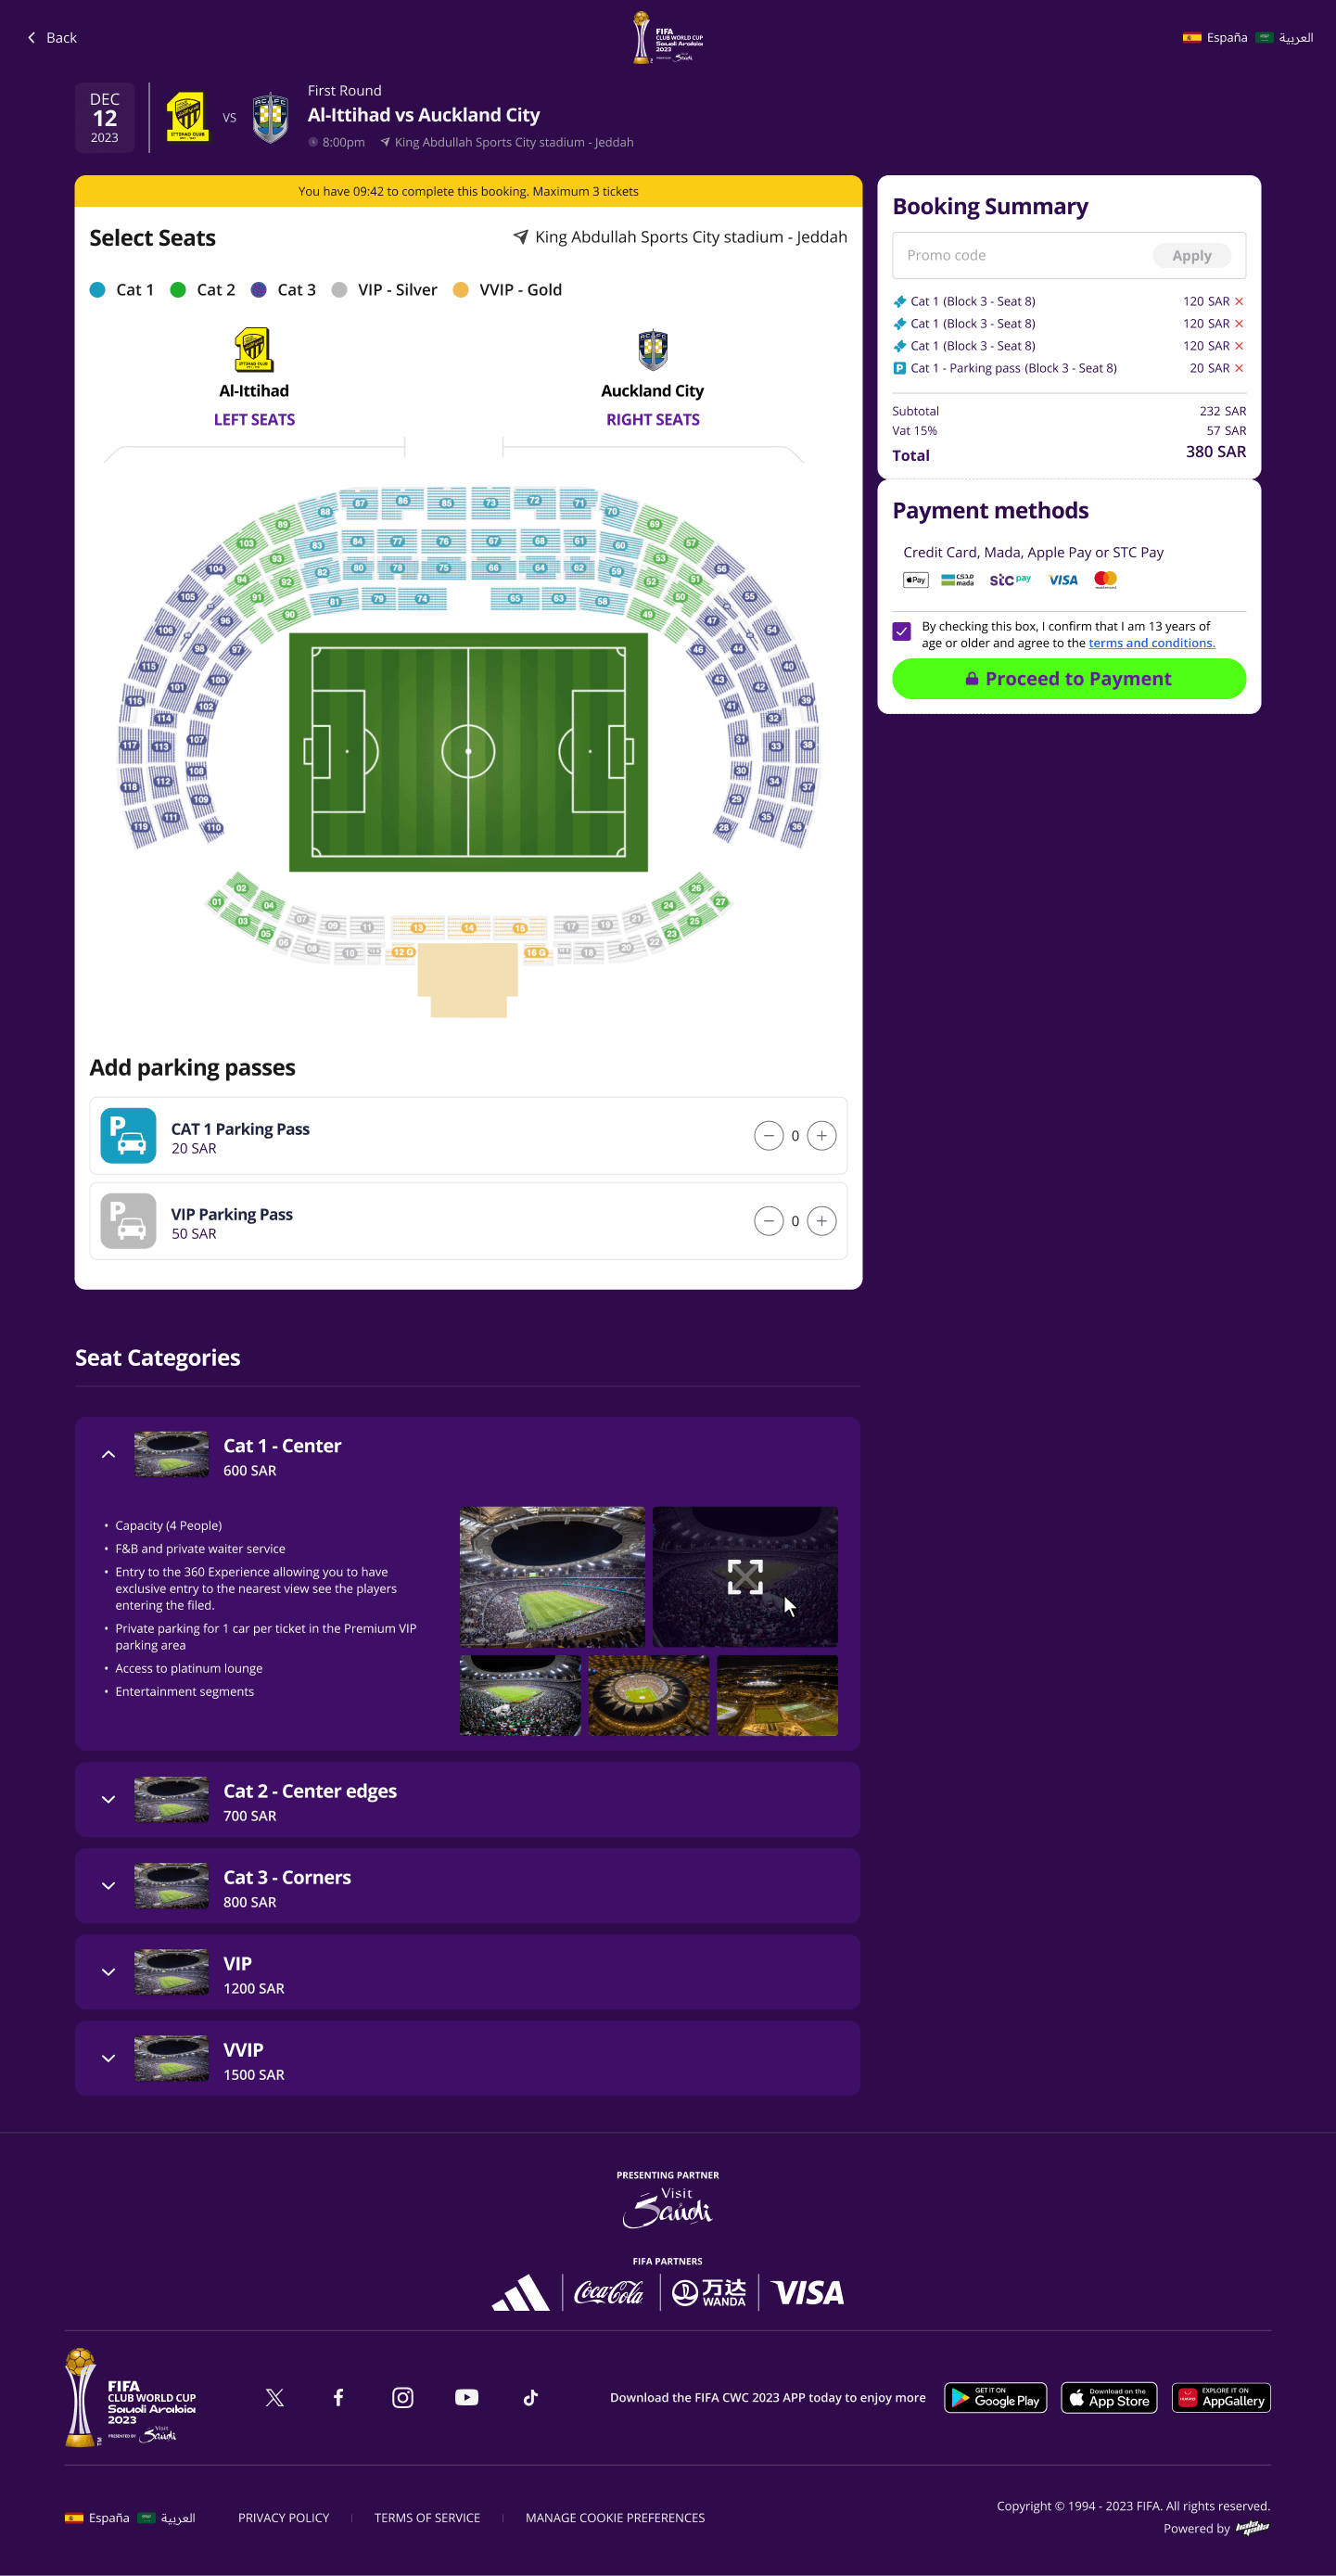 Back
FIFA
CLUB WORLD CUP
Saudi Arabia
2023
España
العربية
DEC
12
2023
VS
First Round
Al-Ittihad vs Auckland City
8:00pm
King Abdullah Sports City stadium - Jeddah
You have 09:42 to complete this booking. Maximum 3 tickets
Select Seats
King Abdullah Sports City stadium - Jeddah
Cat 1
Cat 2
Cat 3
VIP - Silver
VVIP - Gold
Al-Ittihad
LEFT SEATS
Auckland City
RIGHT SEATS
88 87 86 85 73 72 71 70
89 69
103 83 84 77 76 67 68 61 60 57
104 93 82 80 78 75 66 64 62 59 53 56
94 92 52 51
105 91 81 79 74 65 63 58 50 55
96 90 49 47
106 98 97 46 44 54
115 101 100 43 42 40
116 114 102 41 32 39
117 113 107 31 33 38
118 112 108 30 34 37
119 111 109 110 28 29 35 36
01 02 03 04 05 06 07 08 09 10 11 12 G 13 14 15 16 G 17 18 19 20 21 22 23 24 25 26 27
Add parking passes
P
CAT 1 Parking Pass
20 SAR
0
P
VIP Parking Pass
50 SAR
0
Booking Summary
Promo code
Apply
Cat 1 (Block 3 - Seat 8) 120 SAR
Cat 1 (Block 3 - Seat 8) 120 SAR
Cat 1 (Block 3 - Seat 8) 120 SAR
P Cat 1 - Parking pass (Block 3 - Seat 8) 20 SAR
Subtotal 232 SAR
Vat 15% 57 SAR
Total 380 SAR
Payment methods
Credit Card, Mada, Apple Pay or STC Pay
Pay
mada
stc pay
VISA
By checking this box, I confirm that I am 13 years of
age or older and agree to the terms and conditions.
Proceed to Payment
Seat Categories
Cat 1 - Center
600 SAR
• Capacity (4 People)
• F&B and private waiter service
• Entry to the 360 Experience allowing you to have
exclusive entry to the nearest view see the players
entering the filed.
• Private parking for 1 car per ticket in the Premium VIP
parking area
• Access to platinum lounge
• Entertainment segments
Cat 2 - Center edges
700 SAR
Cat 3 - Corners
800 SAR
VIP
1200 SAR
VVIP
1500 SAR
PRESENTING PARTNER
Visit
Saudi
FIFA PARTNERS
Coca-Cola
万达
WANDA
VISA
FIFA
CLUB WORLD CUP
Saudi Arabia
2023
PRESENTED BY
Visit
Saudi
Download the FIFA CWC 2023 APP today to enjoy more
GET IT ON
Google Play
Download on the
App Store
EXPLORE IT ON
AppGallery
España
العربية
PRIVACY POLICY
TERMS OF SERVICE
MANAGE COOKIE PREFERENCES
Copyright © 1994 - 2023 FIFA. All rights reserved.
Powered by
hala
yalla